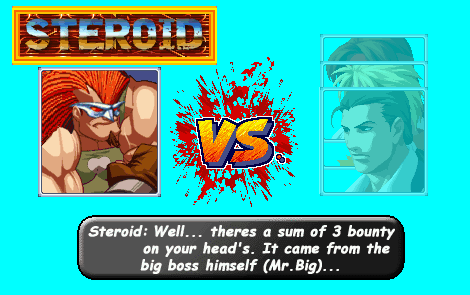 STEROID
VS.
Steroid: Well... theres a sum of 3 bounty
on your head's. It came from the
big boss himself (Mr.Big)...